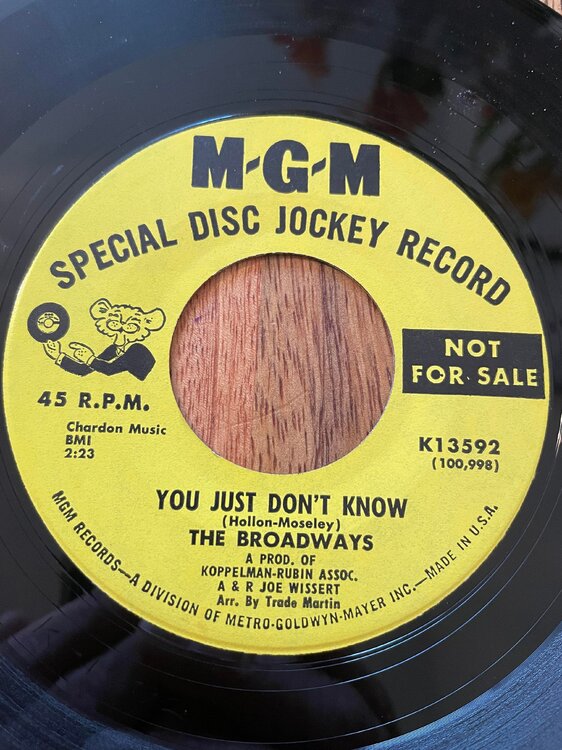 M-G-M
SPECIAL DISC JOCKEY RECORD
NOT
FOR SALE
45 R.P.M.
Chardon Music
BMI
2:23
K13592
(100,998)
YOU JUST DON'T KNOW
(Hollon-Moseley)
THE BROADWAYS
A PROD. OF
KOPPELMAN-RUBIN ASSOC.
A & R JOE WISSERT
Arr. By Trade Martin
MGM RECORDS—A DIVISION OF METRO-GOLDWYN-MAYER INC.—MADE IN U.S.A.